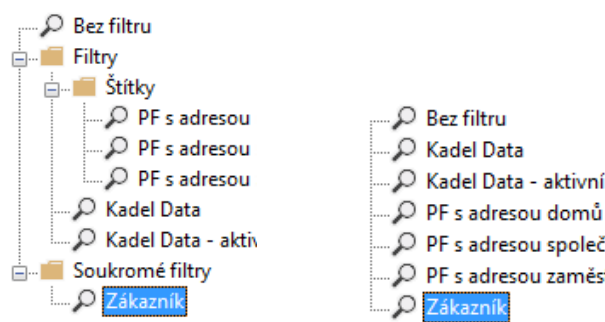 Bez filtru
Filtry
Štítky
PF s adresou
PF s adresou
PF s adresou
Kadel Data
Kadel Data - aktiv
Soukromé filtry
Zákazník
Bez filtru
Kadel Data
Kadel Data - aktivní
PF s adresou domů
PF s adresou společ
PF s adresou zaměs
Zákazník